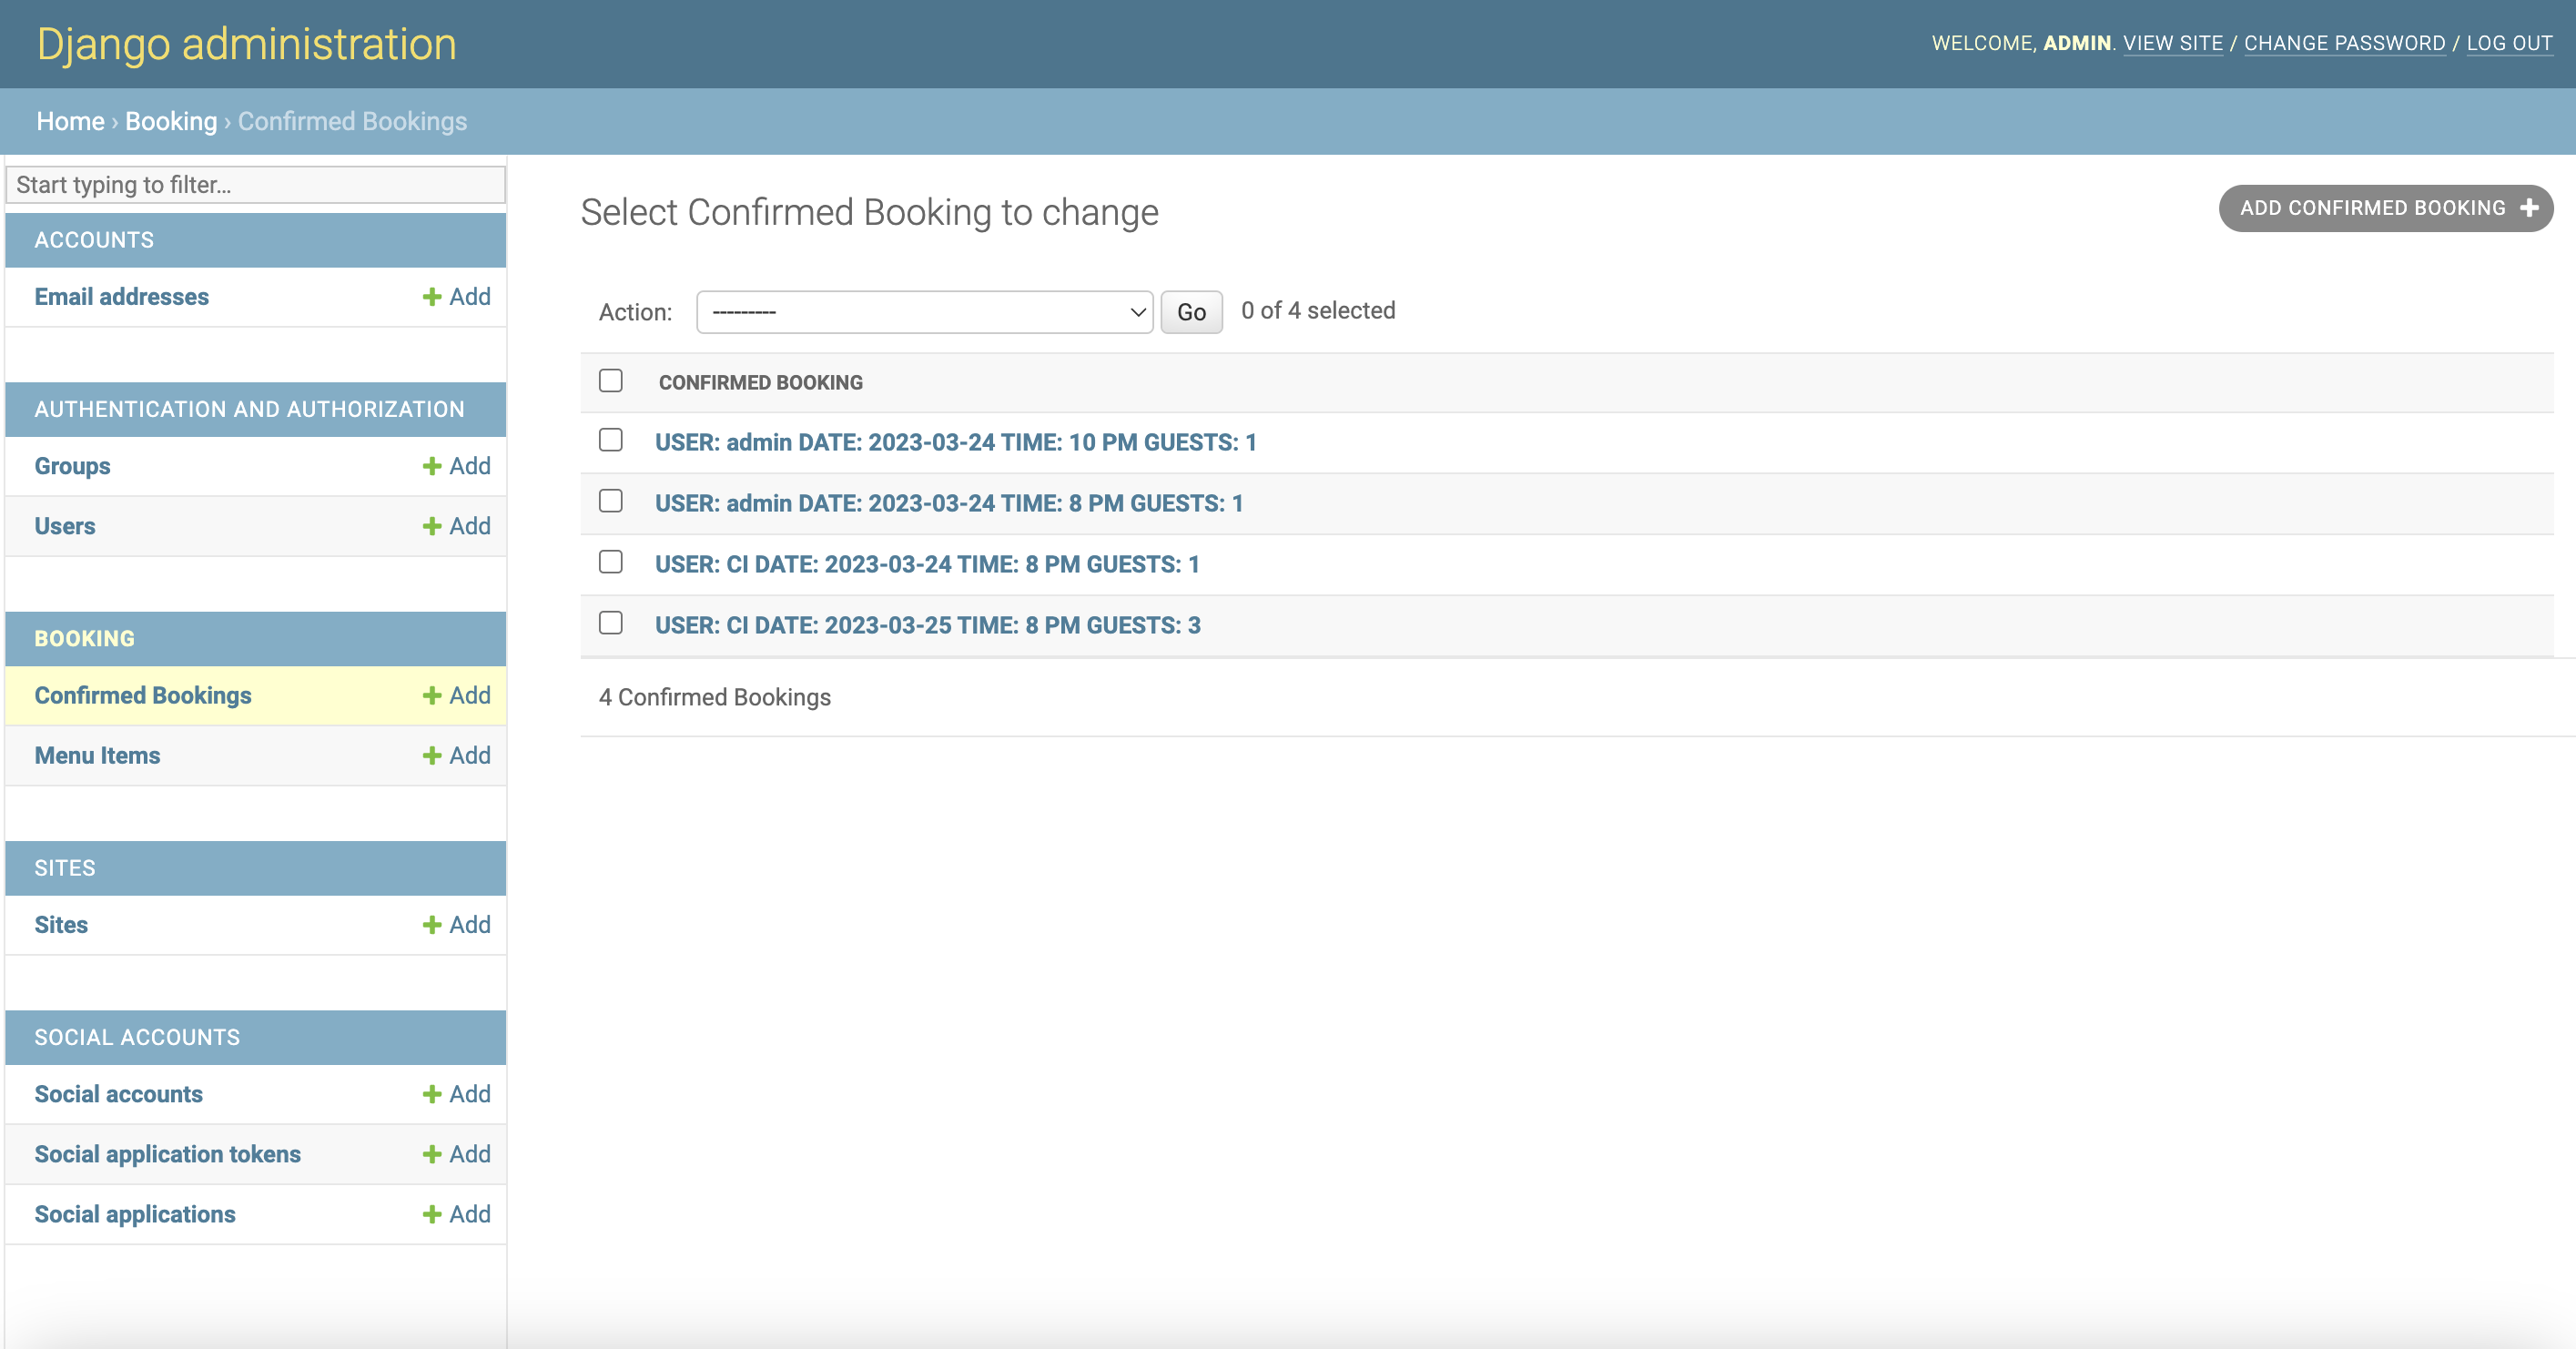 Django administration
WELCOME, ADMIN. VIEW SITE / CHANGE PASSWORD / LOG OUT
Home › Booking › Confirmed Bookings
Start typing to filter...
ACCOUNTS
Email addresses + Add
AUTHENTICATION AND AUTHORIZATION
Groups + Add
Users + Add
BOOKING
Confirmed Bookings + Add
Menu Items + Add
SITES
Sites + Add
SOCIAL ACCOUNTS
Social accounts + Add
Social application tokens + Add
Social applications + Add
Select Confirmed Booking to change
ADD CONFIRMED BOOKING +
Action: --------- Go 0 of 4 selected
CONFIRMED BOOKING
USER: admin DATE: 2023-03-24 TIME: 10 PM GUESTS: 1
USER: admin DATE: 2023-03-24 TIME: 8 PM GUESTS: 1
USER: CI DATE: 2023-03-24 TIME: 8 PM GUESTS: 1
USER: CI DATE: 2023-03-25 TIME: 8 PM GUESTS: 3
4 Confirmed Bookings